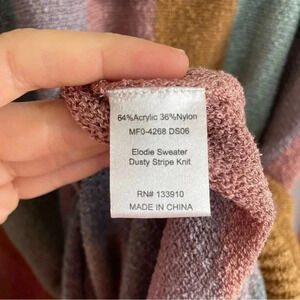 64%Acrylic 36%Nylon
MF0-4268 DS06
Elodie Sweater
Dusty Stripe Knit
RN# 133910
MADE IN CHINA